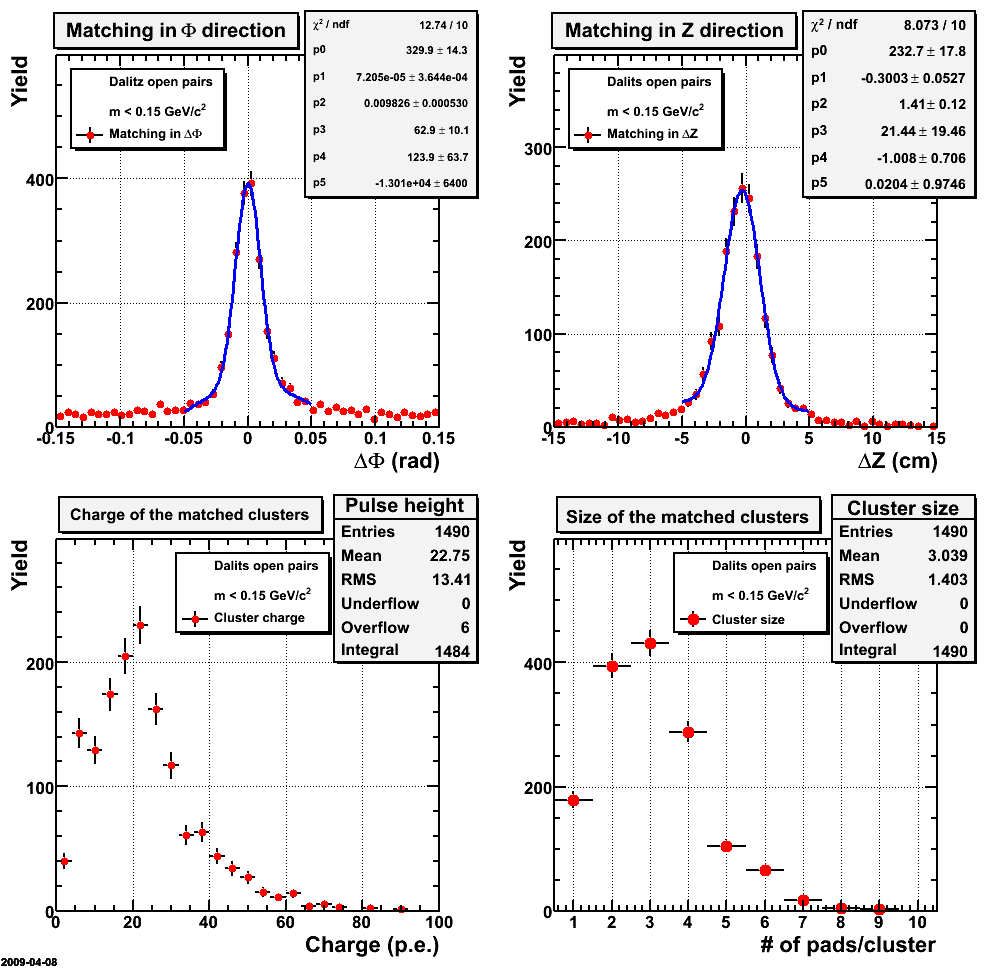 Matching in Φ direction
χ² / ndf 12.74 / 10
p0 329.9 ± 14.3
p1 7.205e-05 ± 3.644e-04
p2 0.009826 ± 0.000530
p3 62.9 ± 10.1
p4 123.9 ± 63.7
p5 -1.301e+04 ± 6400
Yield
Dalitz open pairs
m < 0.15 GeV/c²
Matching in ΔΦ
400
200
0
-0.15 -0.1 -0.05 0 0.05 0.1 0.15
ΔΦ (rad)
Matching in Z direction
χ² / ndf 8.073 / 10
p0 232.7 ± 17.8
p1 -0.3003 ± 0.0527
p2 1.41 ± 0.12
p3 21.44 ± 19.46
p4 -1.008 ± 0.706
p5 0.0204 ± 0.9746
Yield
Dalits open pairs
m < 0.15 GeV/c²
Matching in ΔZ
300
200
100
0
-15 -10 -5 0 5 10 15
ΔZ (cm)
Charge of the matched clusters
Pulse height
Entries 1490
Mean 22.75
RMS 13.41
Underflow 0
Overflow 6
Integral 1484
Yield
Dalits open pairs
m < 0.15 GeV/c²
Cluster charge
200
100
0
0 20 40 60 80 100
Charge (p.e.)
Size of the matched clusters
Cluster size
Entries 1490
Mean 3.039
RMS 1.403
Underflow 0
Overflow 0
Integral 1490
Yield
Dalits open pairs
m < 0.15 GeV/c²
Cluster size
400
200
0
1 2 3 4 5 6 7 8 9 10
# of pads/cluster
2009-04-08